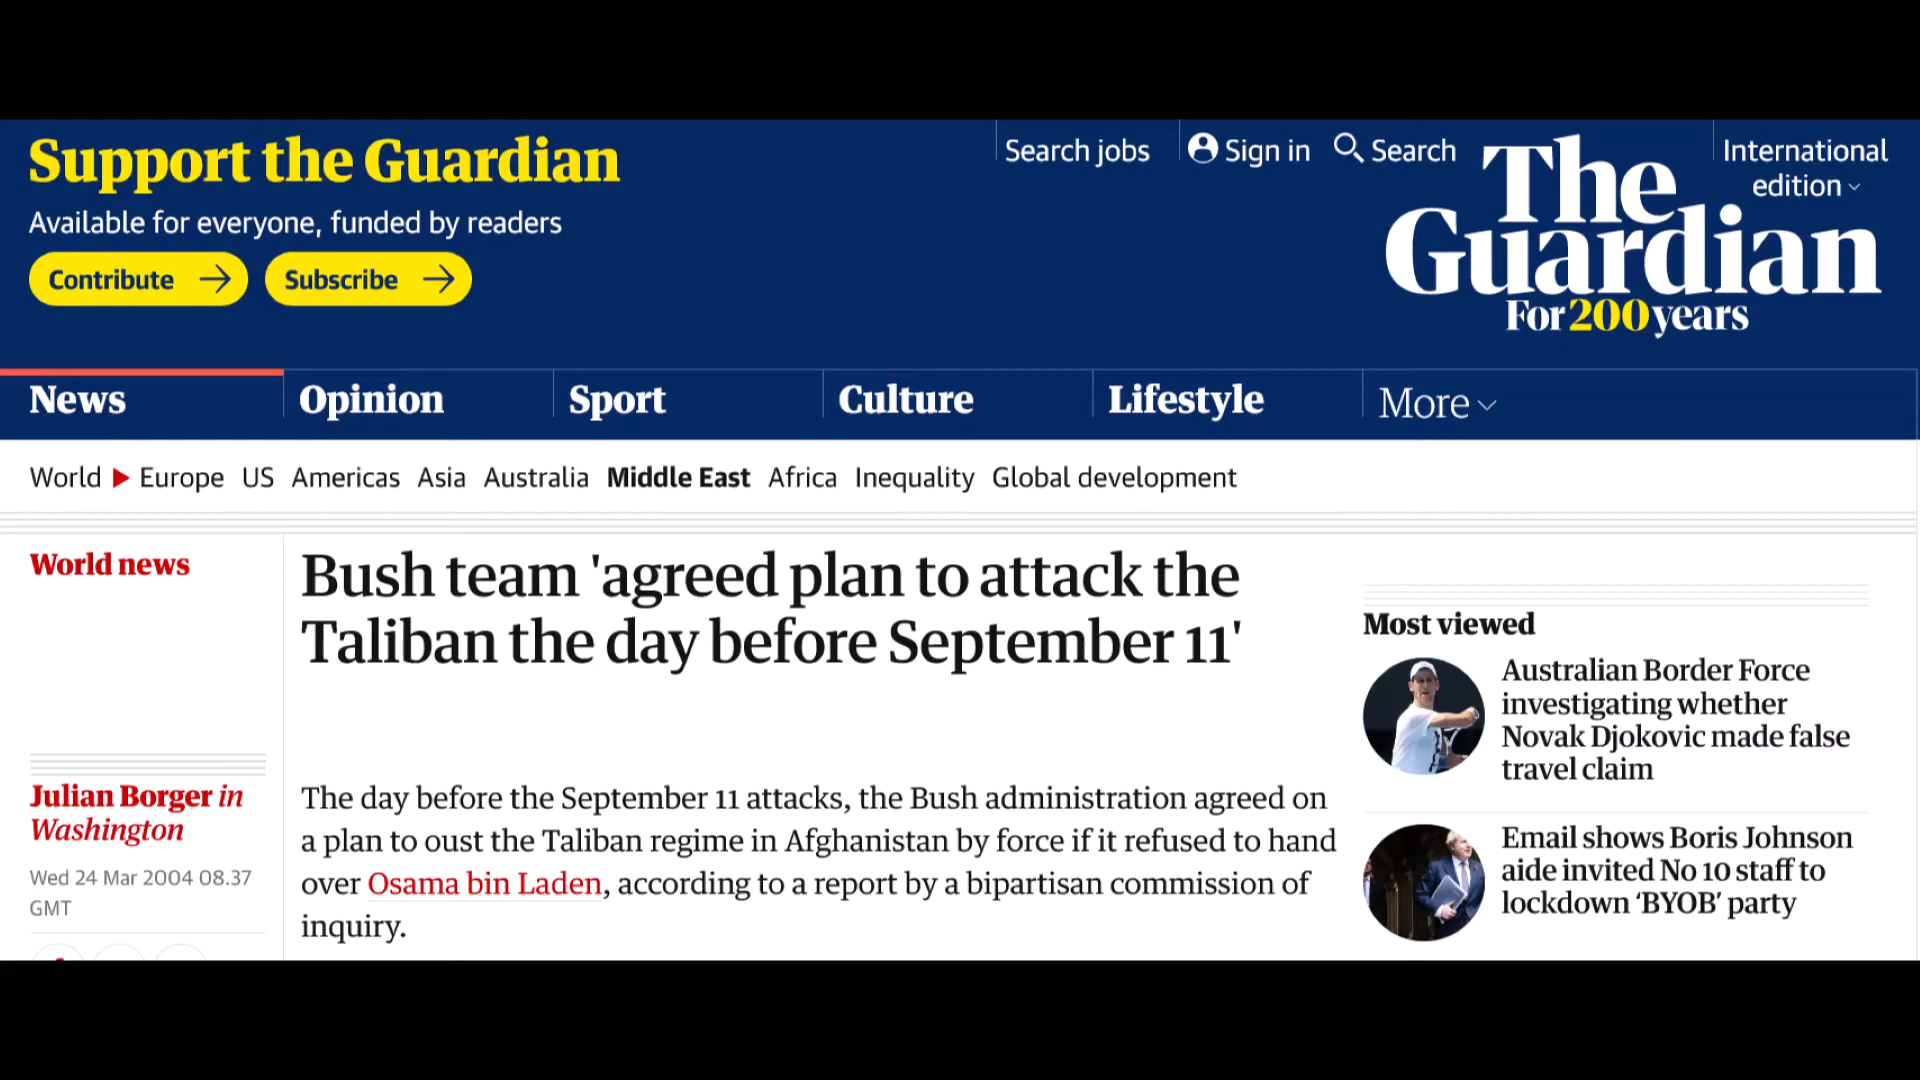 Support the Guardian
Available for everyone, funded by readers
Contribute
Subscribe
Search jobs
Sign in
Search
International
edition
The
Guardian
For 200 years
News
Opinion
Sport
Culture
Lifestyle
More
World
Europe
US
Americas
Asia
Australia
Middle East
Africa
Inequality
Global development
World news
Bush team 'agreed plan to attack the
Taliban the day before September 11'
Julian Borger in
Washington
Wed 24 Mar 2004 08.37
GMT
The day before the September 11 attacks, the Bush administration agreed on
a plan to oust the Taliban regime in Afghanistan by force if it refused to hand
over Osama bin Laden, according to a report by a bipartisan commission of
inquiry.
Most viewed
Australian Border Force
investigating whether
Novak Djokovic made false
travel claim
Email shows Boris Johnson
aide invited No 10 staff to
lockdown ‘BYOB’ party